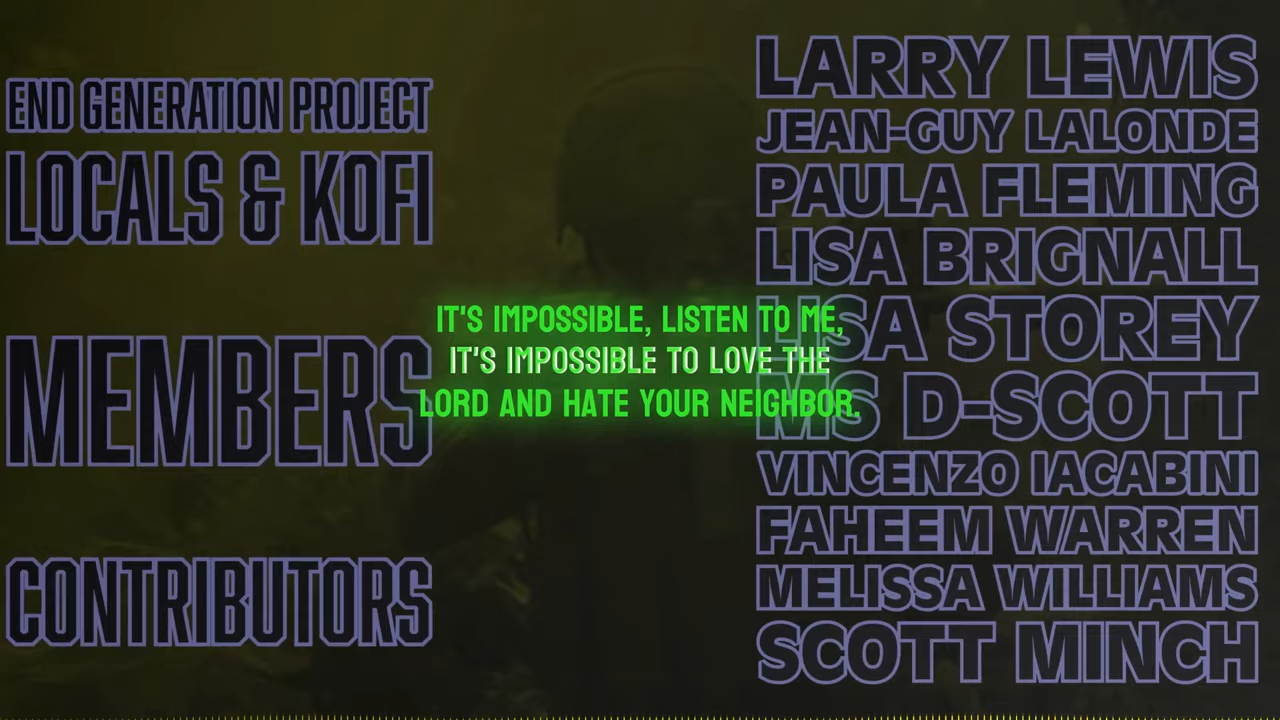 END GENERATION PROJECT
LOCALS & KOFI
MEMBERS
CONTRIBUTORS
IT'S IMPOSSIBLE, LISTEN TO ME,
IT'S IMPOSSIBLE TO LOVE THE
LORD AND HATE YOUR NEIGHBOR.
LARRY LEWIS
JEAN-GUY LALONDE
PAULA FLEMING
LISA BRIGNALL
LISA STOREY
MS D-SCOTT
VINCENZO IACABINI
FAHEEM WARREN
MELISSA WILLIAMS
SCOTT MINCH